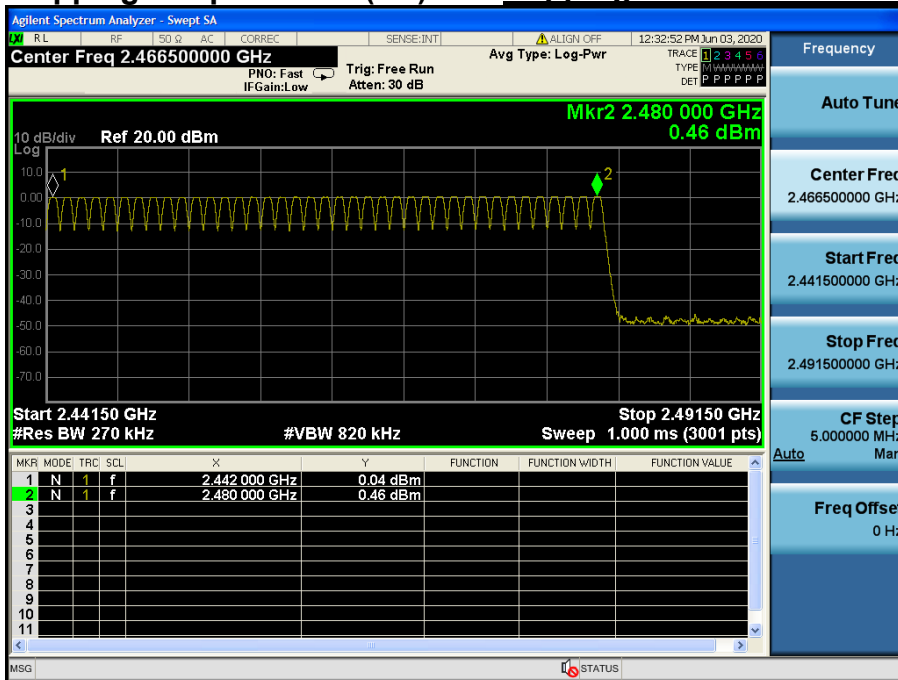 Agilent Spectrum Analyzer - Swept SA
LXI RL RF 50 Ω AC CORREC SENSE:INT ALIGN OFF 12:32:52 PM Jun 03, 2020
Center Freq 2.466500000 GHz
PNO: Fast
IFGain:Low
Trig: Free Run
Atten: 30 dB
Avg Type: Log-Pwr
TRACE 1 2 3 4 5 6
TYPE M
DET P P P P P P
Mkr2 2.480 000 GHz
0.46 dBm
10 dB/div Ref 20.00 dBm
Log
10.0
0.00
-10.0
-20.0
-30.0
-40.0
-50.0
-60.0
-70.0
1
2
Start 2.44150 GHz Stop 2.49150 GHz
#Res BW 270 kHz #VBW 820 kHz Sweep 1.000 ms (3001 pts)
MKR MODE TRC SCL X Y FUNCTION FUNCTION WIDTH FUNCTION VALUE
1 N 1 f 2.442 000 GHz 0.04 dBm
2 N 1 f 2.480 000 GHz 0.46 dBm
3
4
5
6
7
8
9
10
11
MSG STATUS
Frequency
Auto Tune
Center Freq
2.466500000 GHz
Start Freq
2.441500000 GHz
Stop Freq
2.491500000 GHz
CF Step
5.000000 MHz
Auto Man
Freq Offset
0 Hz